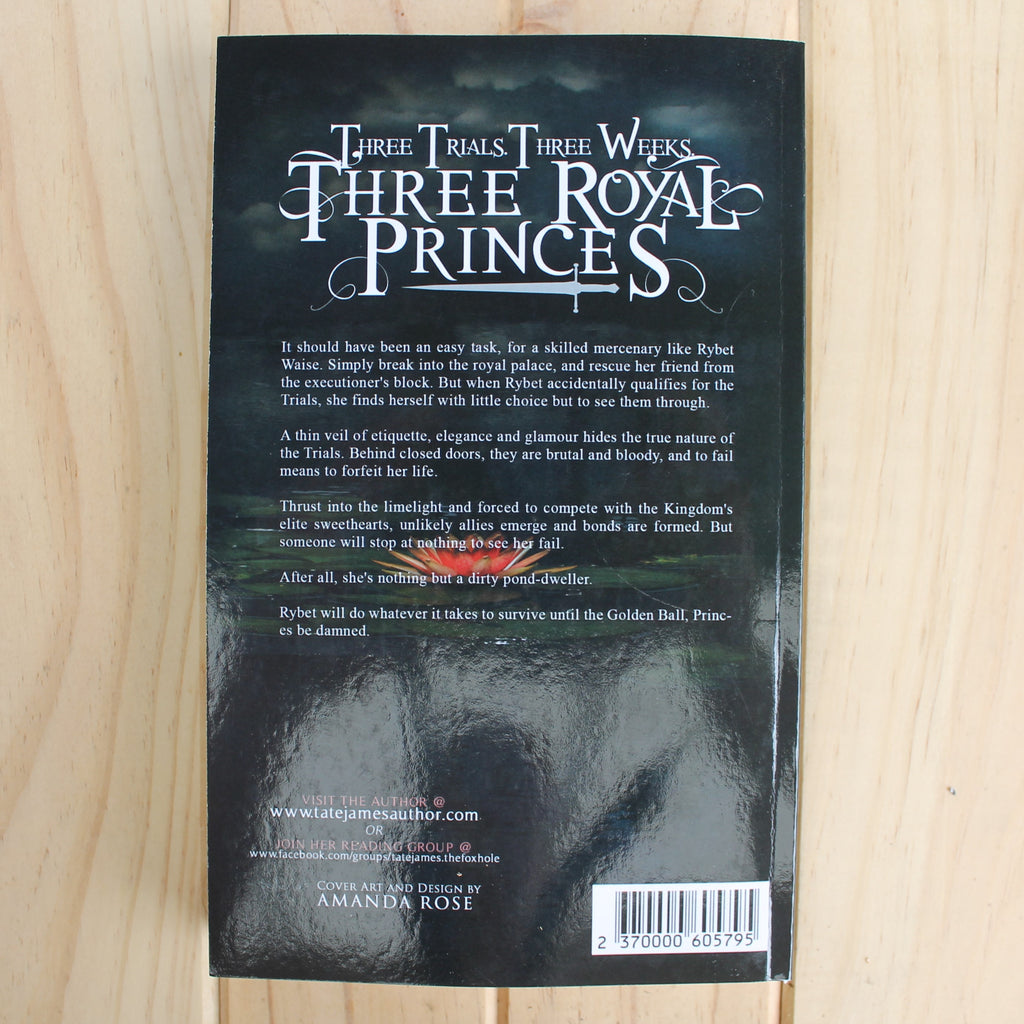 Three Trials. Three Weeks.
Three Royal
Princes
It should have been an easy task, for a skilled mercenary like Rybet
Waise. Simply break into the royal palace, and rescue her friend from
the executioner's block. But when Rybet accidentally qualifies for the
Trials, she finds herself with little choice but to see them through.
A thin veil of etiquette, elegance and glamour hides the true nature of
the Trials. Behind closed doors, they are brutal and bloody, and to fail
means to forfeit her life.
Thrust into the limelight and forced to compete with the Kingdom's
elite sweethearts, unlikely allies emerge and bonds are formed. But
someone will stop at nothing to see her fail.
After all, she's nothing but a dirty pond-dweller.
Rybet will do whatever it takes to survive until the Golden Ball, Princ-
es be damned.
VISIT THE AUTHOR @
www.tatejamesauthor.com
OR
JOIN HER READING GROUP @
www.facebook.com/groups/tatejames.thefoxhole
Cover Art and Design by
AMANDA ROSE
2 370000 605795